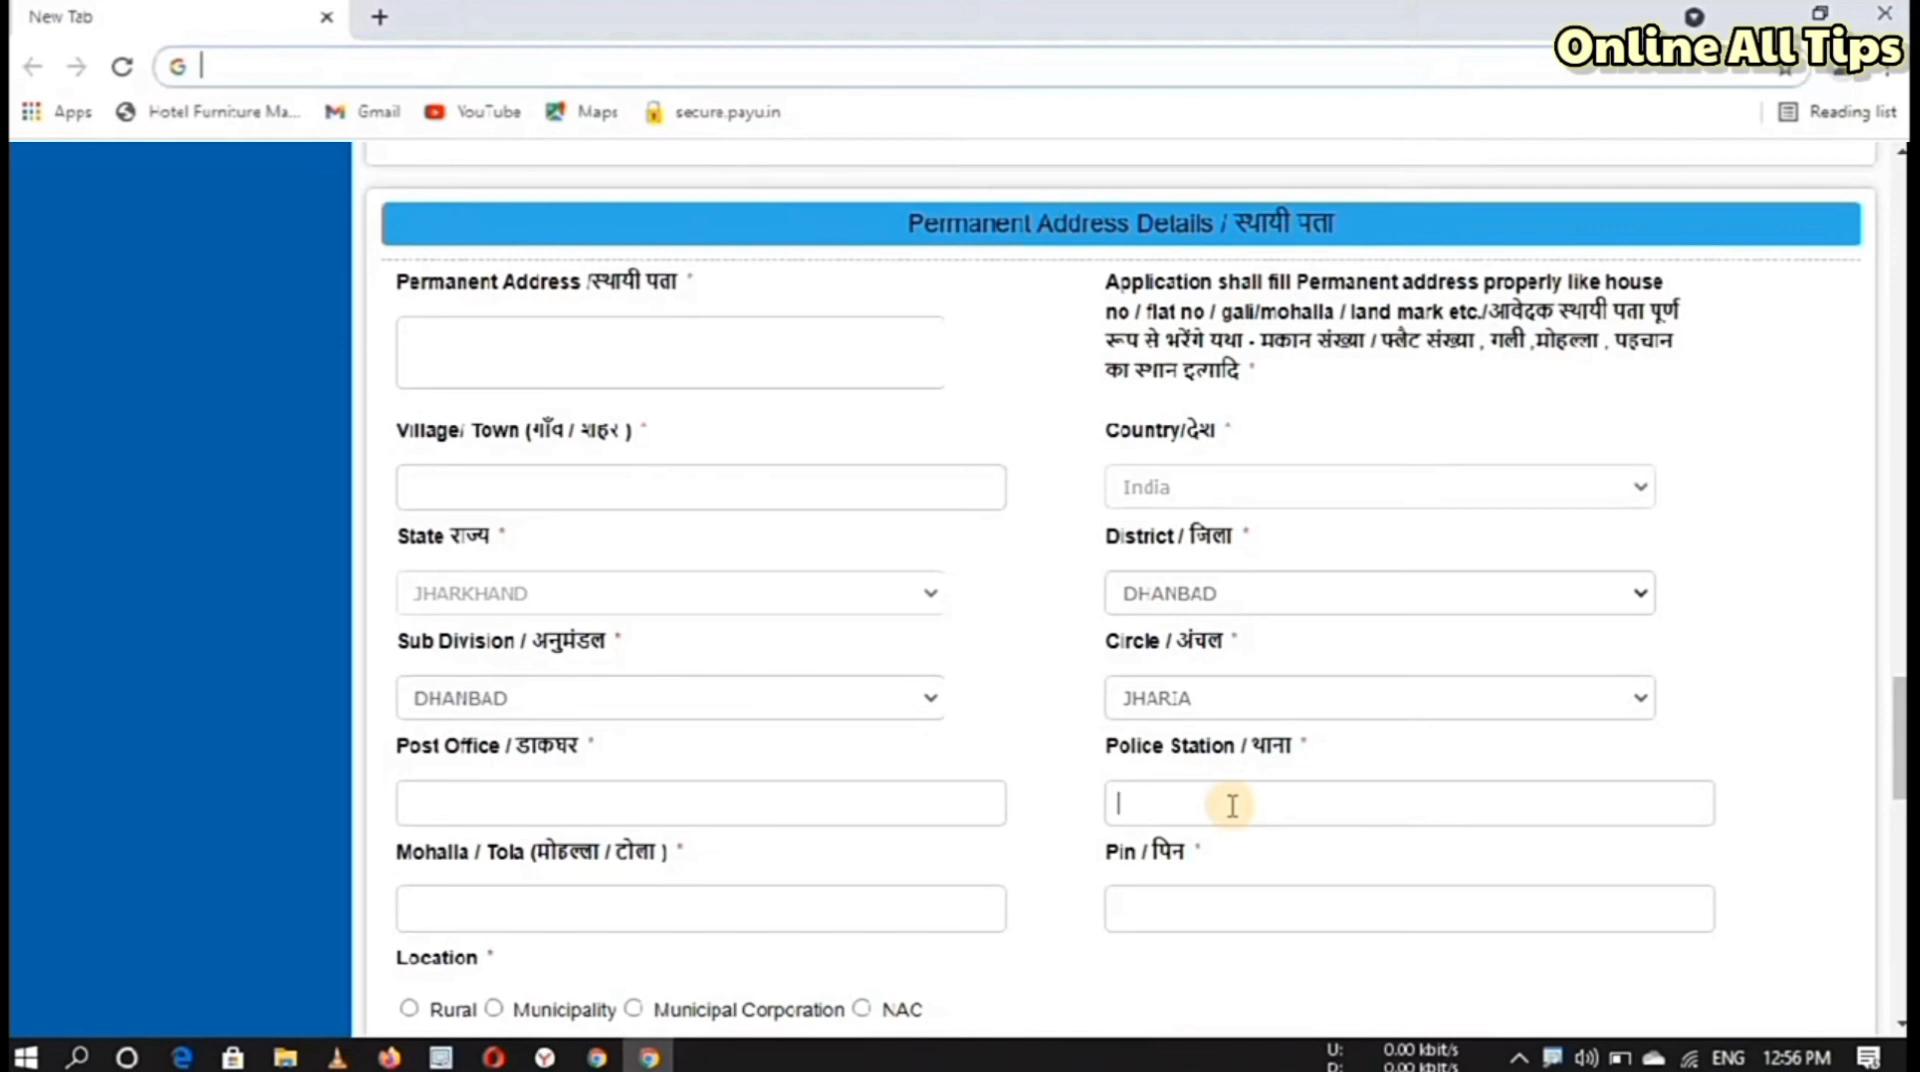 New Tab
Online All Tips
Apps Hotel Furniture Ma... Gmail YouTube Maps secure.payu.in Reading list
Permanent Address Details / स्थायी पता
Permanent Address /स्थायी पता *
Application shall fill Permanent address properly like house
no / flat no / gali/mohalla / land mark etc./आवेदक स्थायी पता पूर्ण
रूप से भरेंगे यथा - मकान संख्या / फ्लैट संख्या , गली ,मोहल्ला , पहचान
का स्थान इत्यादि *
Village/ Town (गाँव / शहर ) *
Country/देश *
India
State राज्य *
District / जिला *
JHARKHAND
DHANBAD
Sub Division / अनुमंडल *
Circle / अंचल *
DHANBAD
JHARIA
Post Office / डाकघर *
Police Station / थाना *
Mohalla / Tola (मोहल्ला / टोला ) *
Pin / पिन *
Location *
Rural Municipality Municipal Corporation NAC
U: 0.00 kbit/s
D: 0.00 kbit/s
ENG 12:56 PM